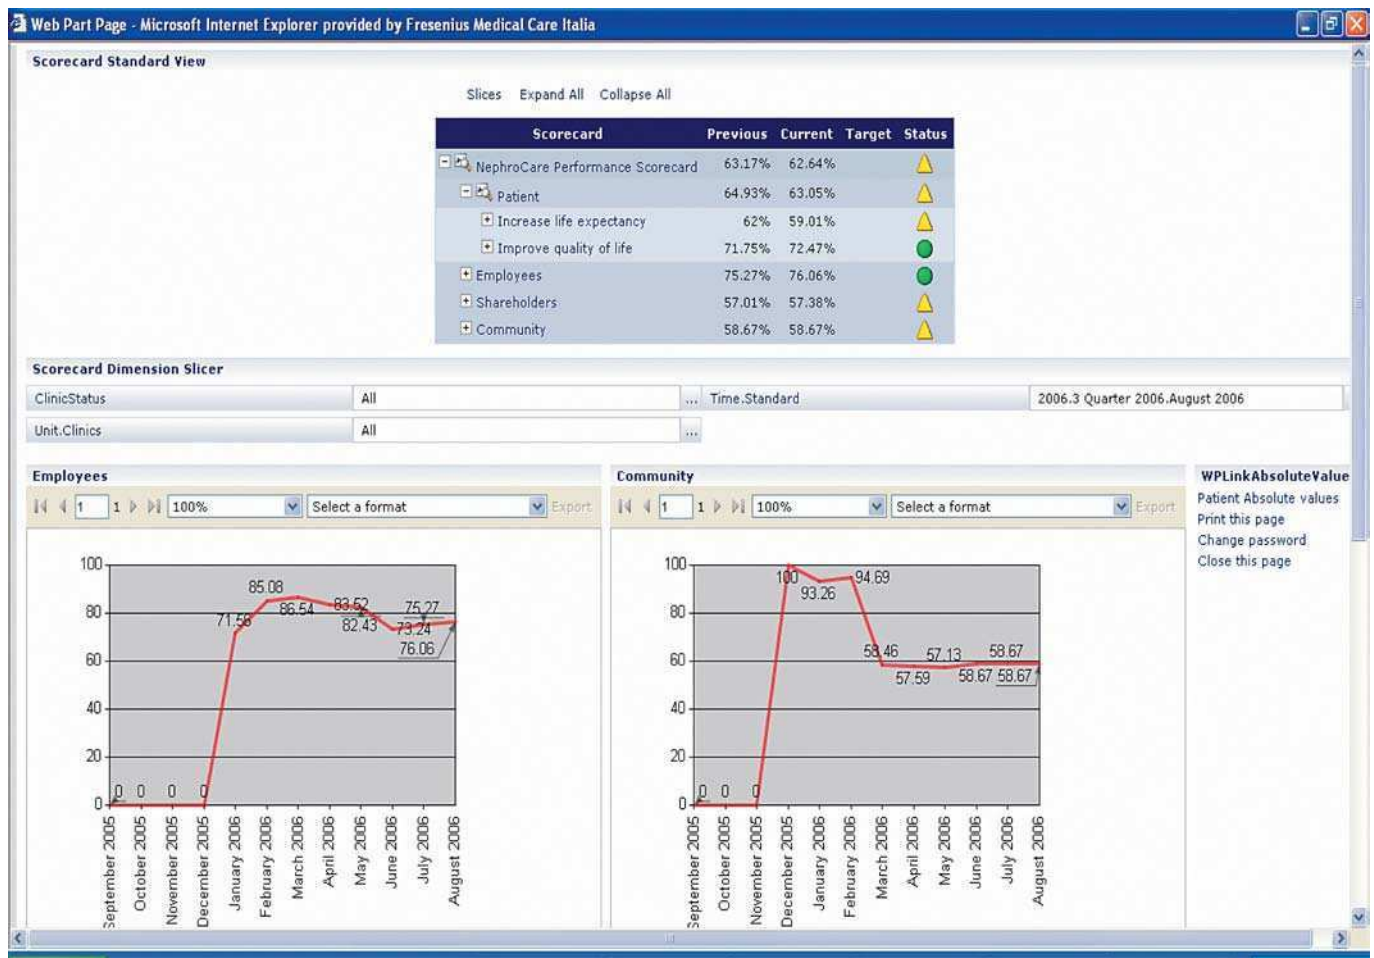 Web Part Page - Microsoft Internet Explorer provided by Fresenius Medical Care Italia
Scorecard Standard View
Slices Expand All Collapse All
Scorecard Previous Current Target Status
NephroCare Performance Scorecard 63.17% 62.64%
Patient 64.93% 63.05%
Increase life expectancy 62% 59.01%
Improve quality of life 71.75% 72.47%
Employees 75.27% 76.06%
Shareholders 57.01% 57.38%
Community 58.67% 58.67%
Scorecard Dimension Slicer
ClinicStatus All ... Time.Standard 2006.3 Quarter 2006.August 2006
Unit.Clinics All ...
Employees
1 1 100% Select a format Export
100
80
60
40
20
0
0 0 0 0 71.56 85.08 86.54 83.52 82.43 73.24 75.27 76.06
September 2005
October 2005
November 2005
December 2005
January 2006
February 2006
March 2006
April 2006
May 2006
June 2006
July 2006
August 2006
Community
1 1 100% Select a format Export
100
80
60
40
20
0
0 0 0 100 93.26 94.69 58.46 57.59 57.13 58.67 58.67 58.67
September 2005
October 2005
November 2005
December 2005
January 2006
February 2006
March 2006
April 2006
May 2006
June 2006
July 2006
August 2006
WPLinkAbsoluteValue
Patient Absolute values
Print this page
Change password
Close this page